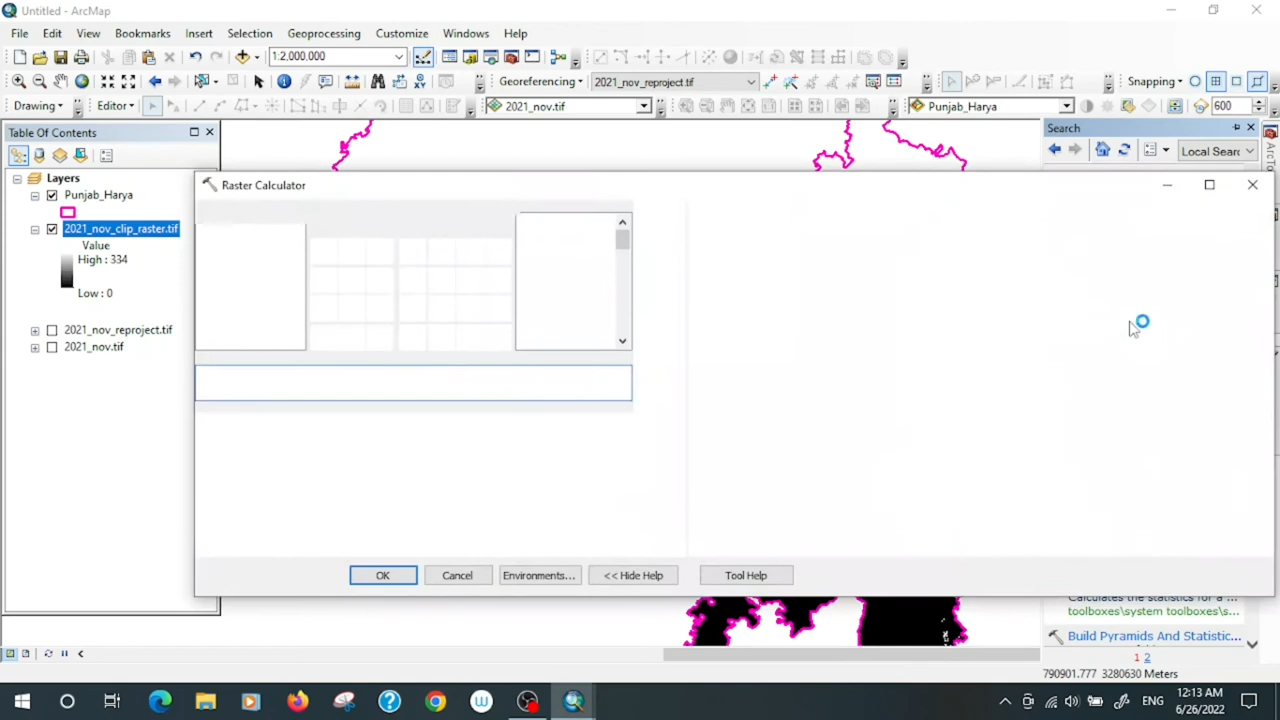 Untitled - ArcMap
File Edit View Bookmarks Insert Selection Geoprocessing Customize Windows Help
1:2,000,000
Georeferencing 2021_nov_reproject.tif Snapping
Drawing Editor 2021_nov.tif Punjab_Harya 600
Table Of Contents
Search
Local Searc
ArcTo
Layers
Punjab_Harya
2021_nov_clip_raster.tif
Value
High : 334
Low : 0
2021_nov_reproject.tif
2021_nov.tif
Raster Calculator
OK Cancel Environments... << Hide Help Tool Help
Calculates the statistics for a ...
toolboxes\system toolboxes\s...
Build Pyramids And Statistic...
1 2
790901.777 3280630 Meters
ENG
12:13 AM
6/26/2022